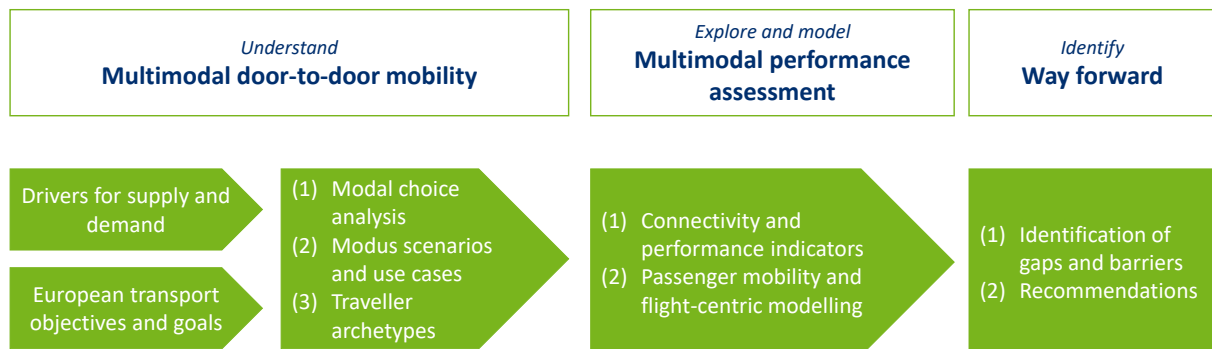 Understand
Multimodal door-to-door mobility
Explore and model
Multimodal performance
assessment
Identify
Way forward
Drivers for supply and
demand
European transport
objectives and goals
(1) Modal choice
analysis
(2) Modus scenarios
and use cases
(3) Traveller
archetypes
(1) Connectivity and
performance indicators
(2) Passenger mobility and
flight-centric modelling
(1) Identification of
gaps and barriers
(2) Recommendations